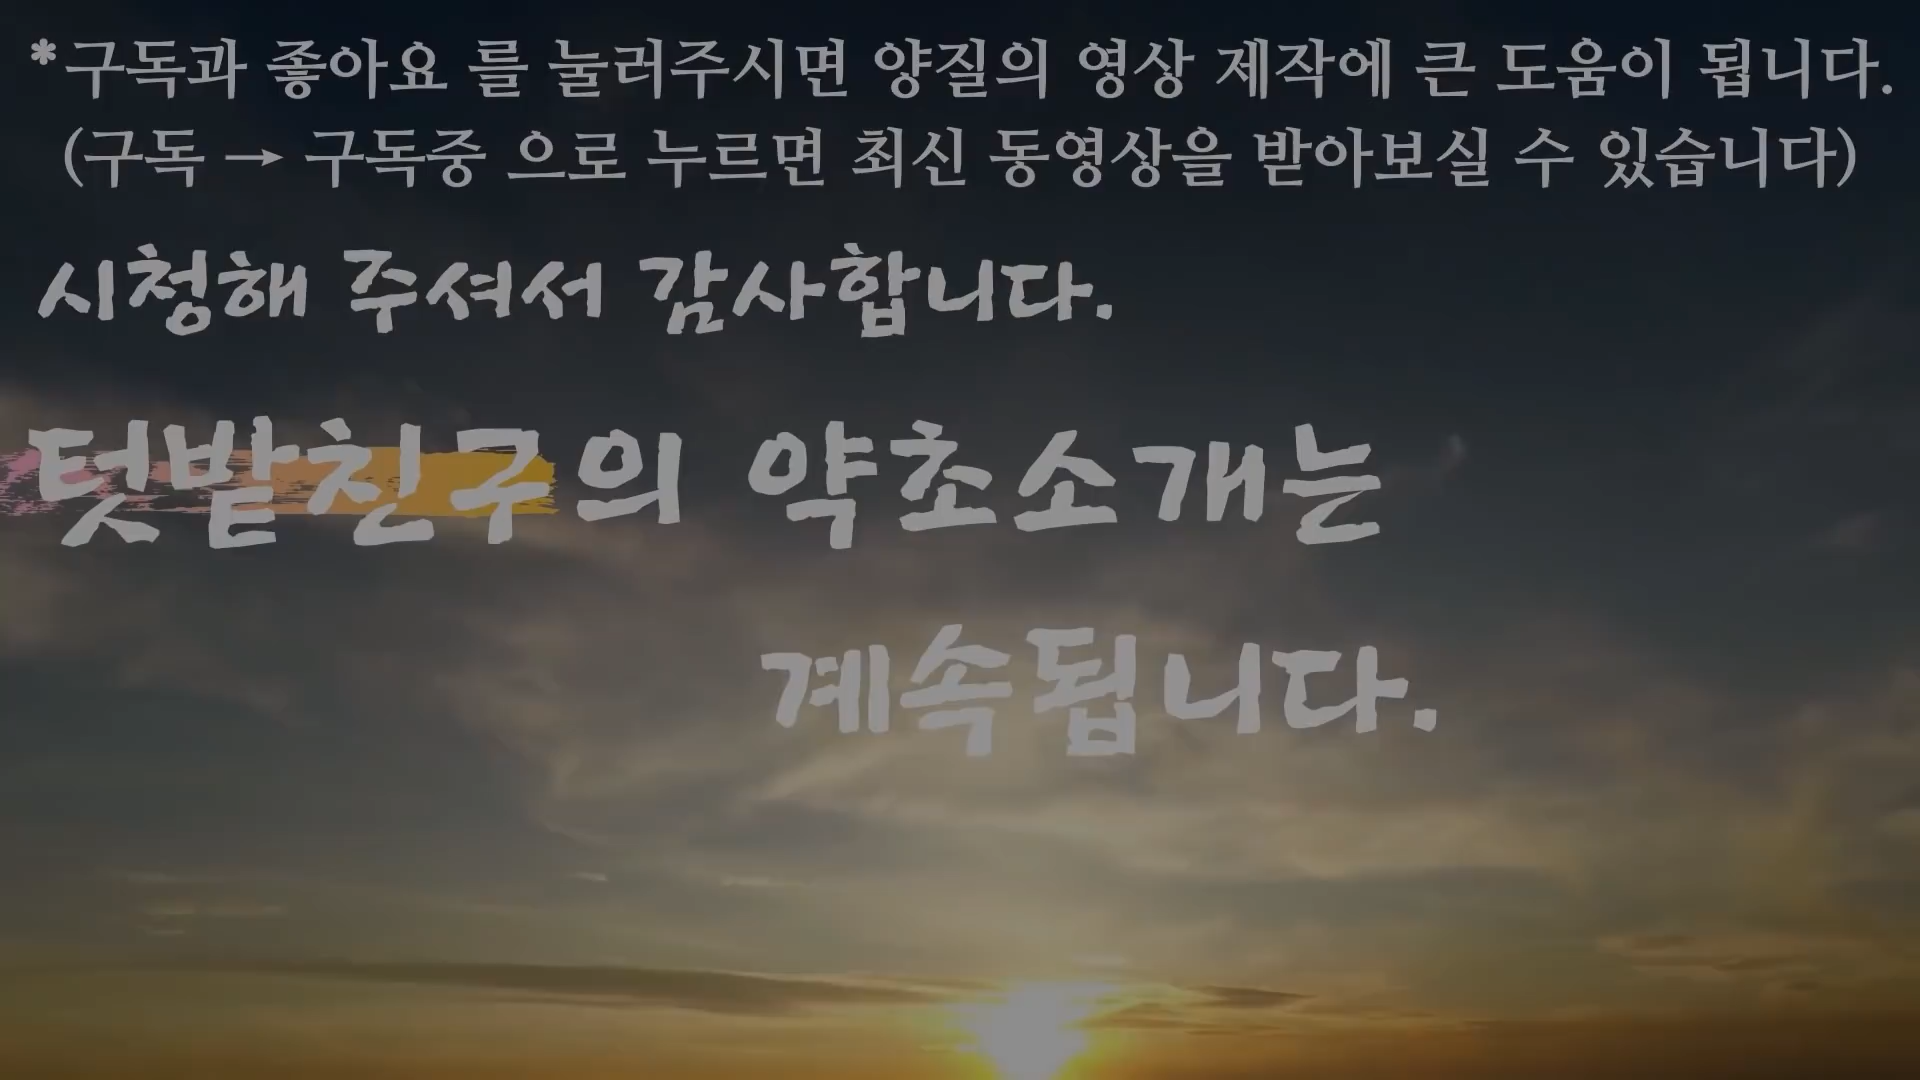 *구독과 좋아요 를 눌러주시면 양질의 영상 제작에 큰 도움이 됩니다.
(구독 → 구독중 으로 누르면 최신 동영상을 받아보실 수 있습니다)
시청해 주셔서 감사합니다.
텃밭친구의 약초소개는
계속됩니다.